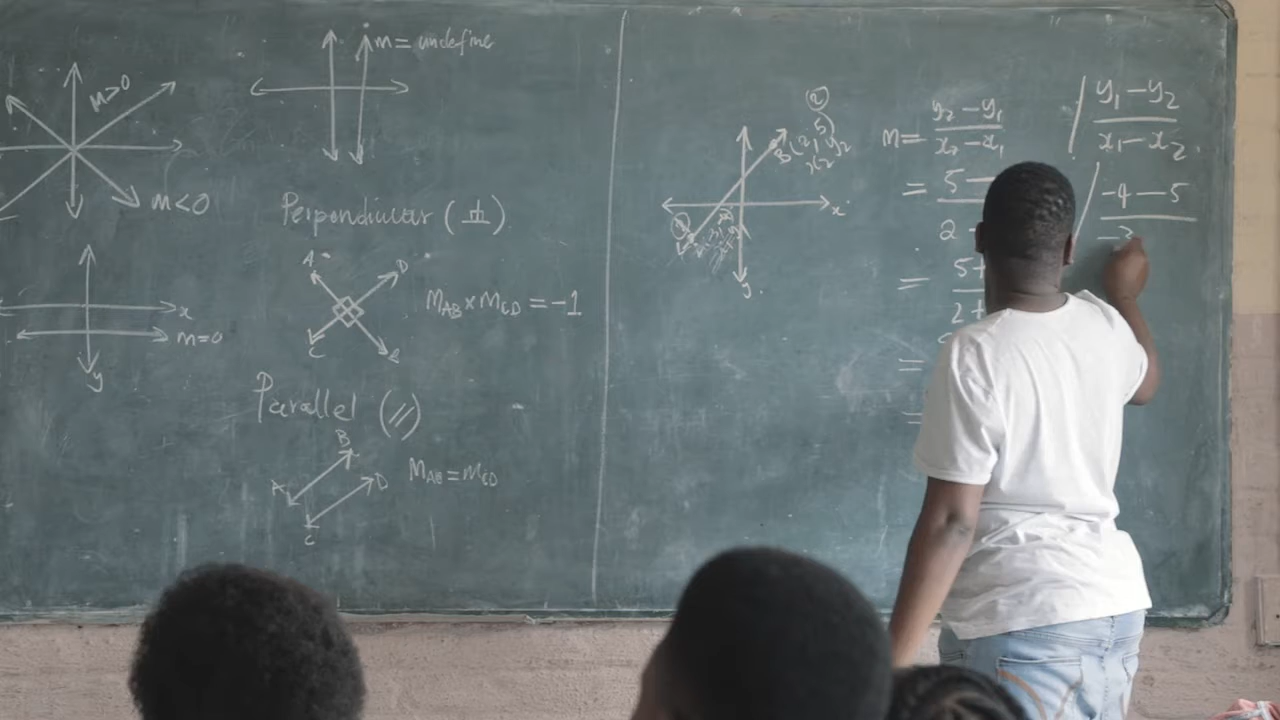 m = undefine
M>0
M<0
Perpendicular (⊥)
A D
M_AB × M_CD = -1
C B
x
m=0
y
Parallel (//)
B
A D
M_AB = M_CD
C
2
B
x
y
m = y₂ - y₁ / x₂ - x₁
= 5 -
2 -
= 5+
2+
=
=
/ y₁ - y₂
x₁ - x₂
/ -4 - 5